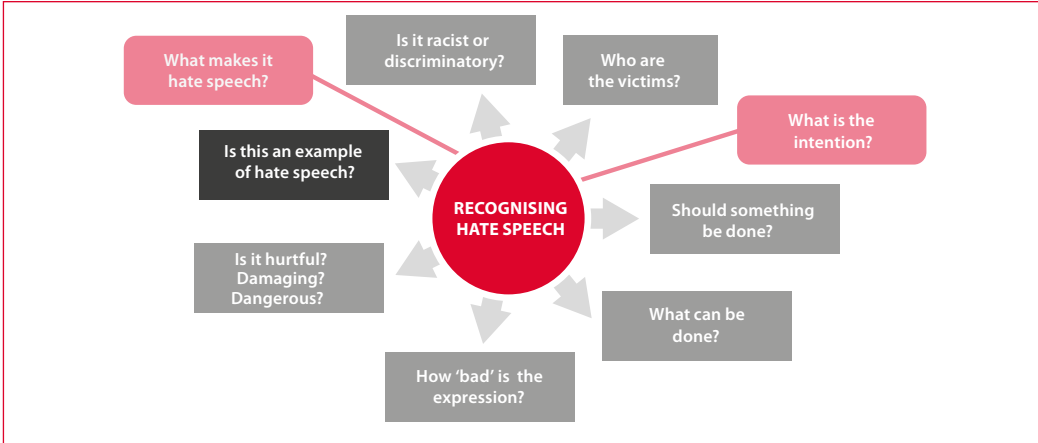 What makes it
hate speech?
Is it racist or
discriminatory?
Who are
the victims?
What is the
intention?
Is this an example
of hate speech?
RECOGNISING
HATE SPEECH
Should something
be done?
Is it hurtful?
Damaging?
Dangerous?
What can be
done?
How ‘bad’ is the
expression?